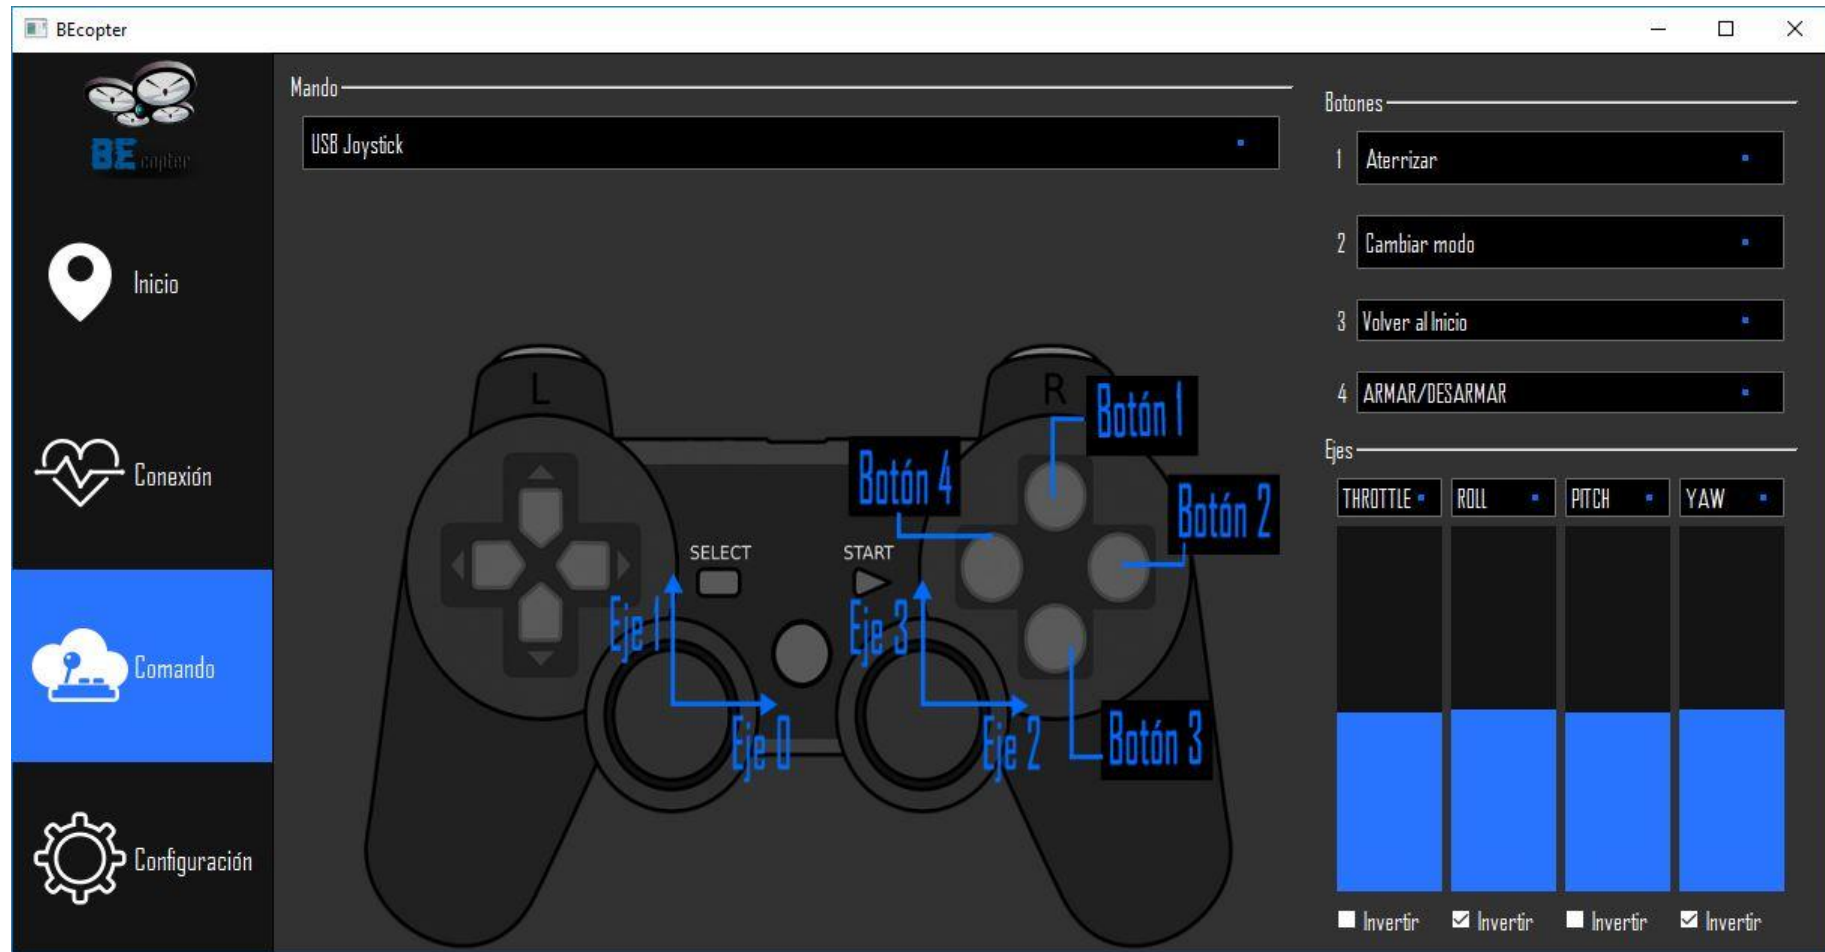 BEcopter
BE copter
Inicio
Conexión
Comando
Configuración
Mando
USB Joystick
L
R
SELECT
START
Botón 1
Botón 2
Botón 3
Botón 4
Eje 1
Eje 0
Eje 3
Eje 2
Botones
1 Aterrizar
2 Cambiar modo
3 Volver al Inicio
4 ARMAR/DESARMAR
Ejes
THROTTLE ROLL PITCH YAW
Invertir Invertir Invertir Invertir